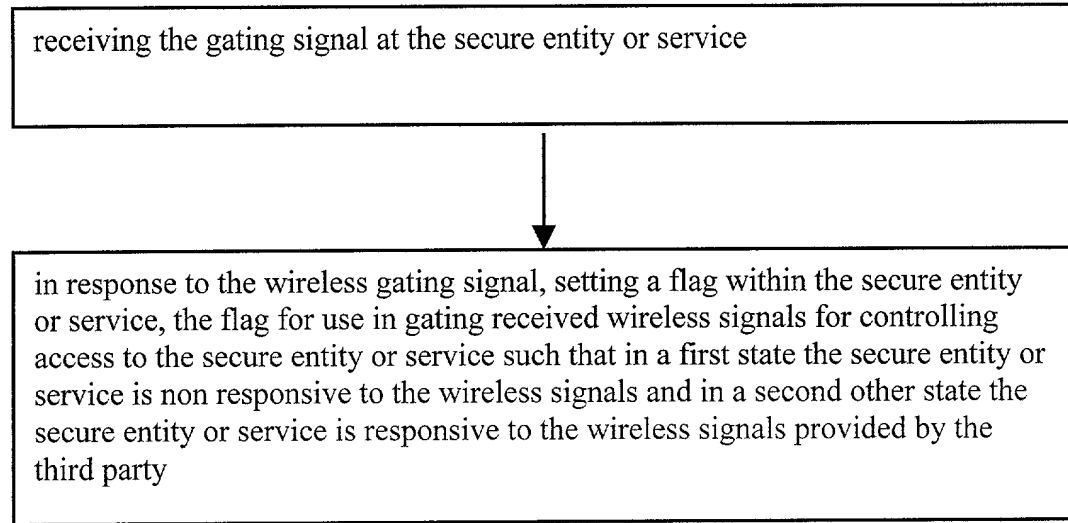 receiving the gating signal at the secure entity or service
in response to the wireless gating signal, setting a flag within the secure entity
or service, the flag for use in gating received wireless signals for controlling
access to the secure entity or service such that in a first state the secure entity or
service is non responsive to the wireless signals and in a second other state the
secure entity or service is responsive to the wireless signals provided by the
third party